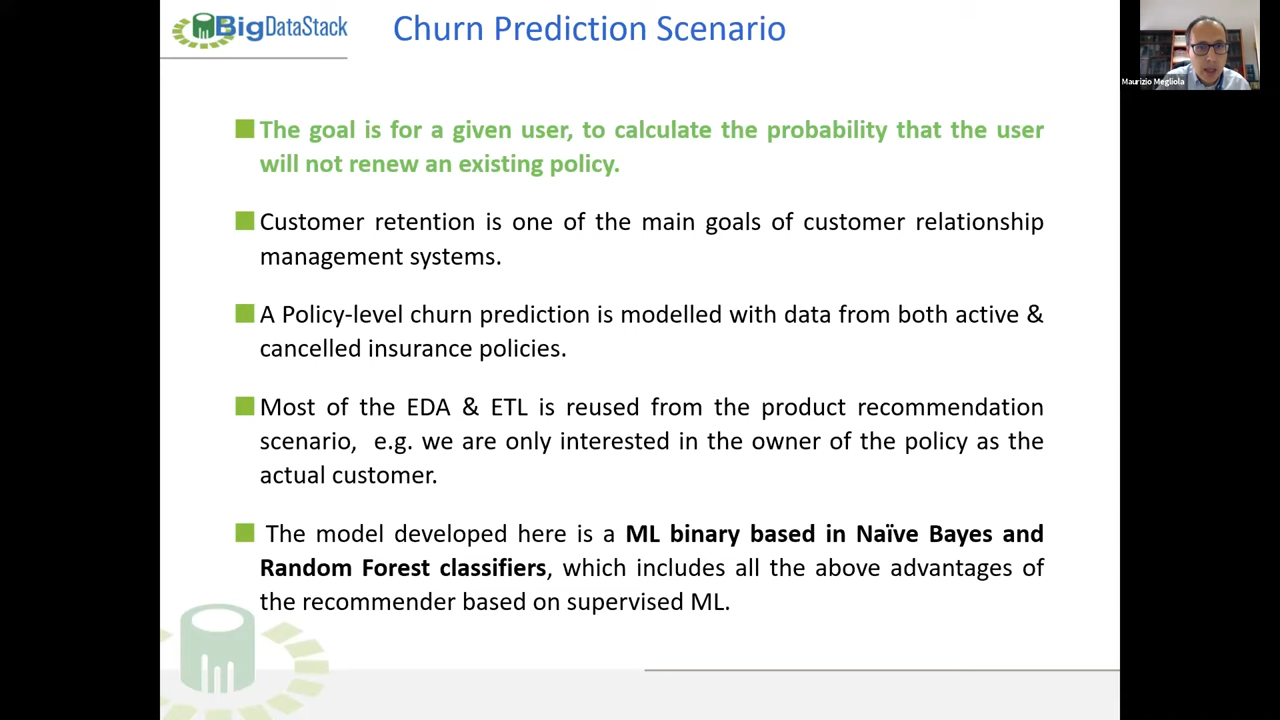 BigDataStack
Churn Prediction Scenario
Maurizio Megliola
The goal is for a given user, to calculate the probability that the user
will not renew an existing policy.
Customer retention is one of the main goals of customer relationship
management systems.
A Policy-level churn prediction is modelled with data from both active &
cancelled insurance policies.
Most of the EDA & ETL is reused from the product recommendation
scenario, e.g. we are only interested in the owner of the policy as the
actual customer.
The model developed here is a ML binary based in Naïve Bayes and
Random Forest classifiers, which includes all the above advantages of
the recommender based on supervised ML.